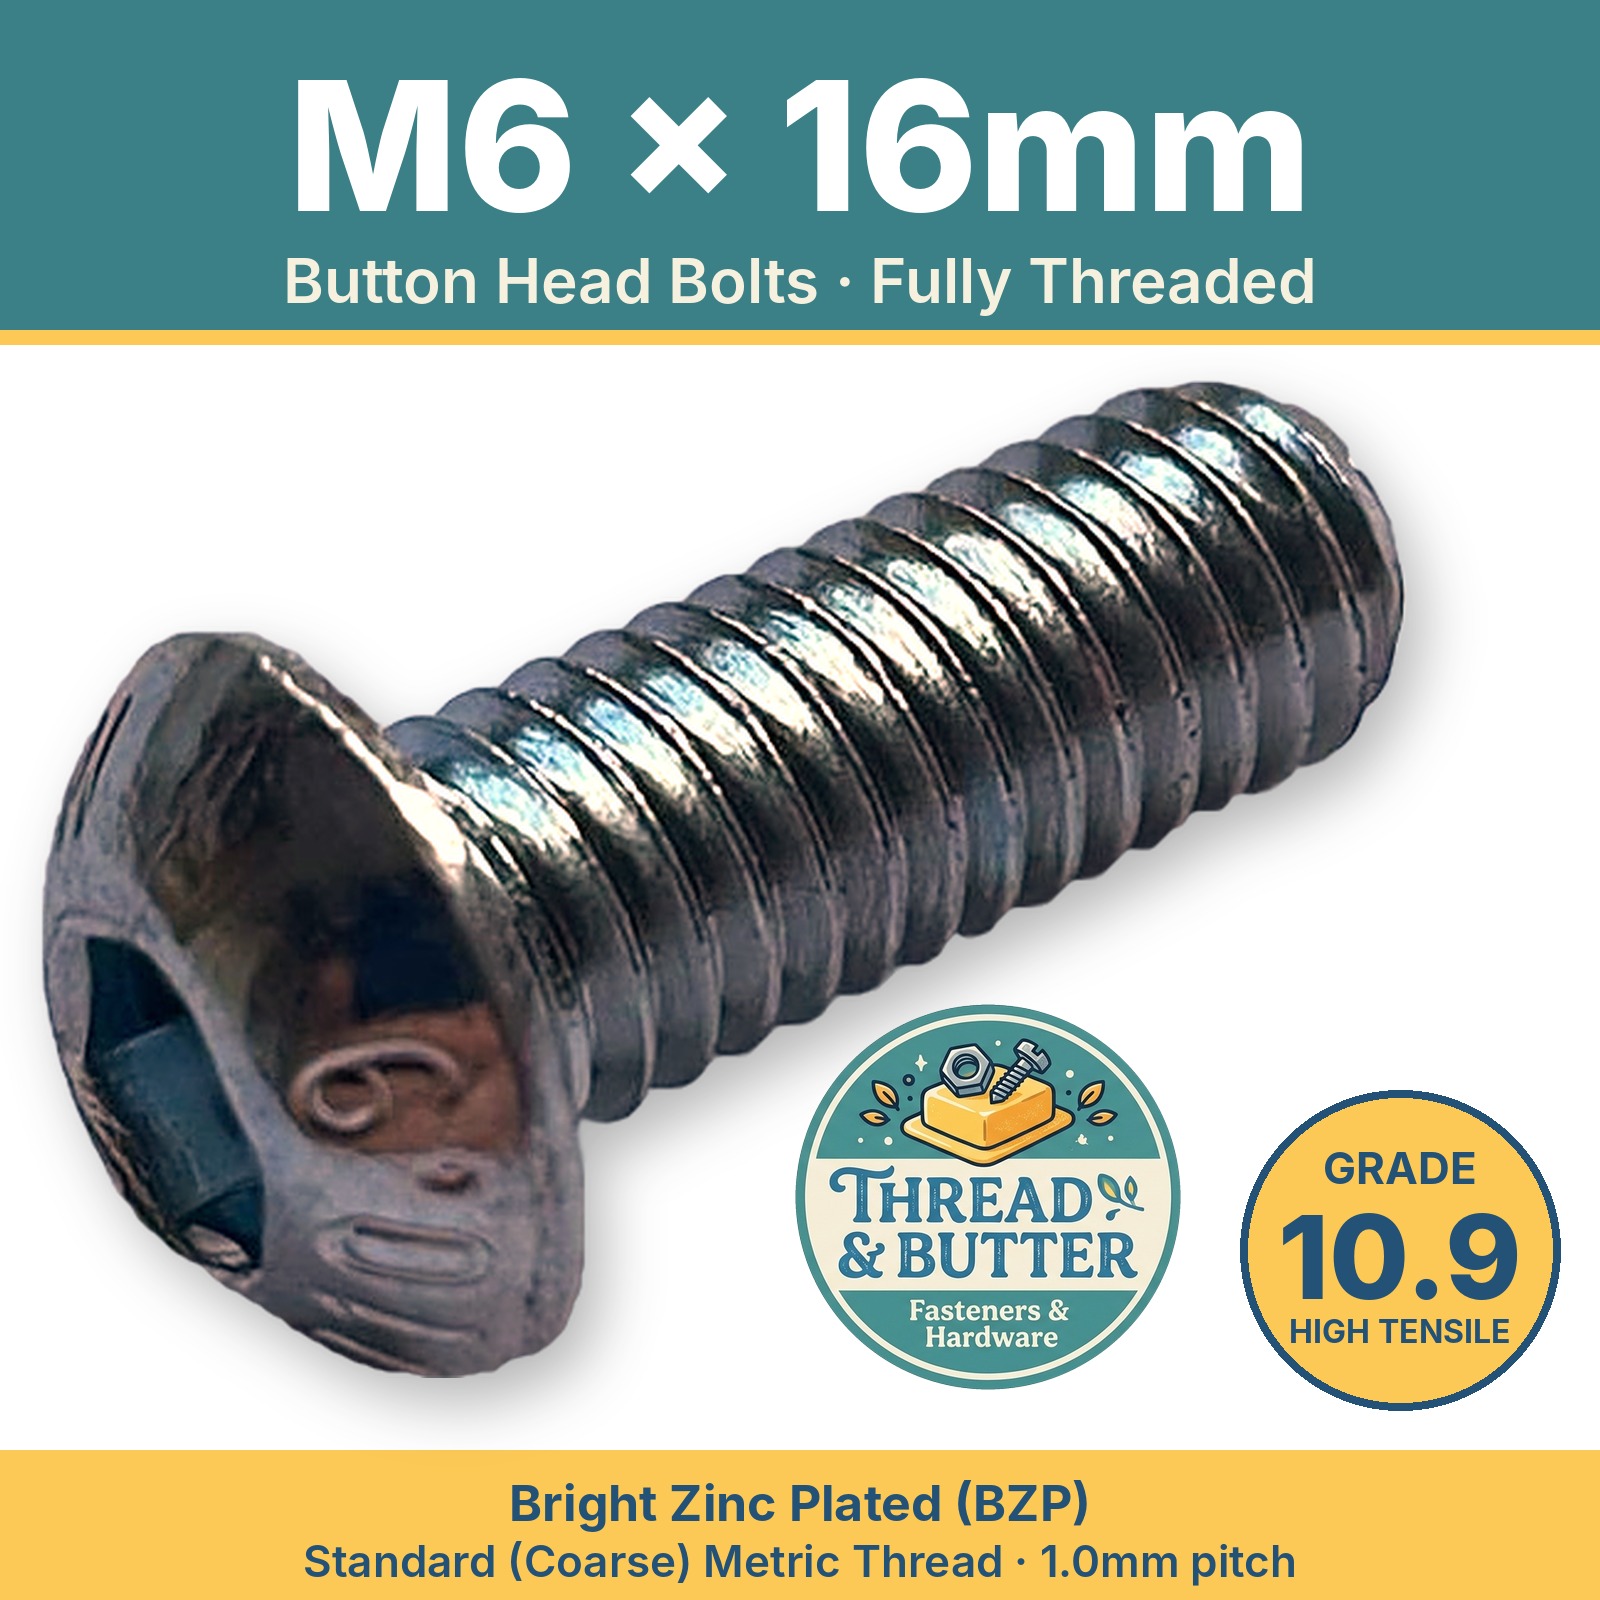 M6 × 16mm
Button Head Bolts · Fully Threaded
THREAD
& BUTTER
Fasteners &
Hardware
GRADE
10.9
HIGH TENSILE
Bright Zinc Plated (BZP)
Standard (Coarse) Metric Thread · 1.0mm pitch